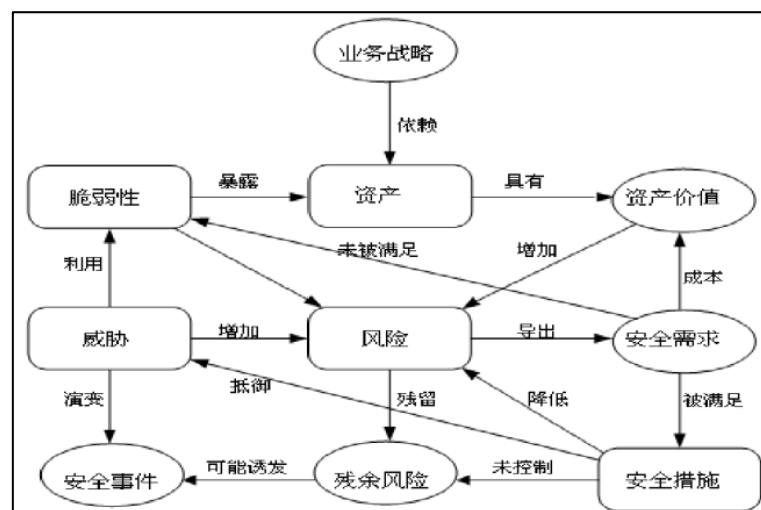 业务战略
依赖
脆弱性
暴露
资产
具有
资产价值
利用
未被满足
增加
成本
威胁
增加
风险
导出
安全需求
演变
抵御
残留
降低
被满足
安全事件
可能诱发
残余风险
未控制
安全措施